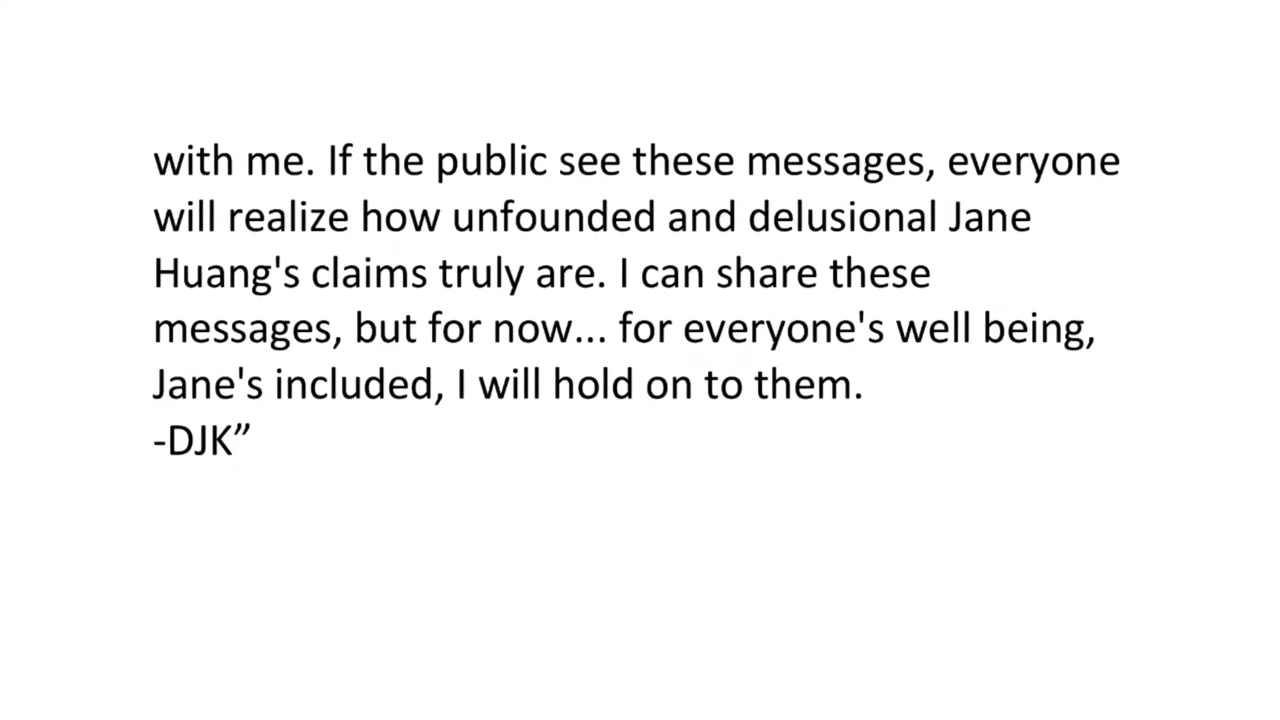 with me. If the public see these messages, everyone
will realize how unfounded and delusional Jane
Huang's claims truly are. I can share these
messages, but for now... for everyone's well being,
Jane's included, I will hold on to them.
-DJK”